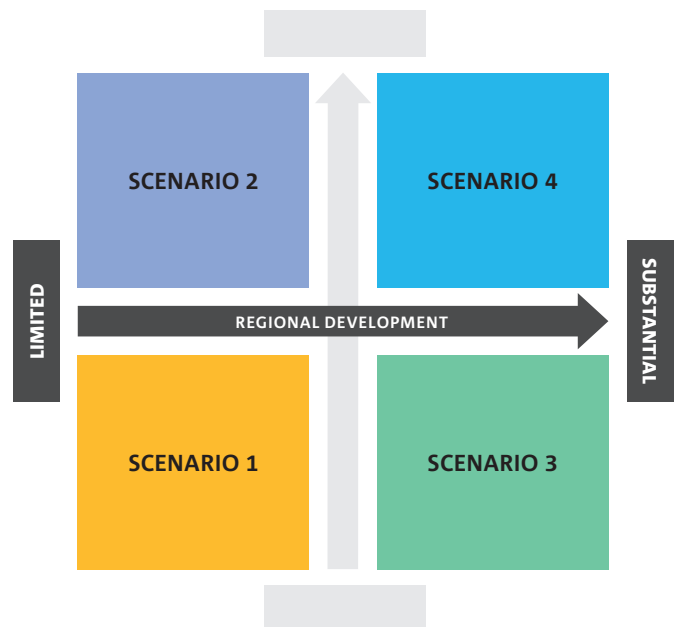 SCENARIO 2
SCENARIO 4
LIMITED
REGIONAL DEVELOPMENT
SUBSTANTIAL
SCENARIO 1
SCENARIO 3